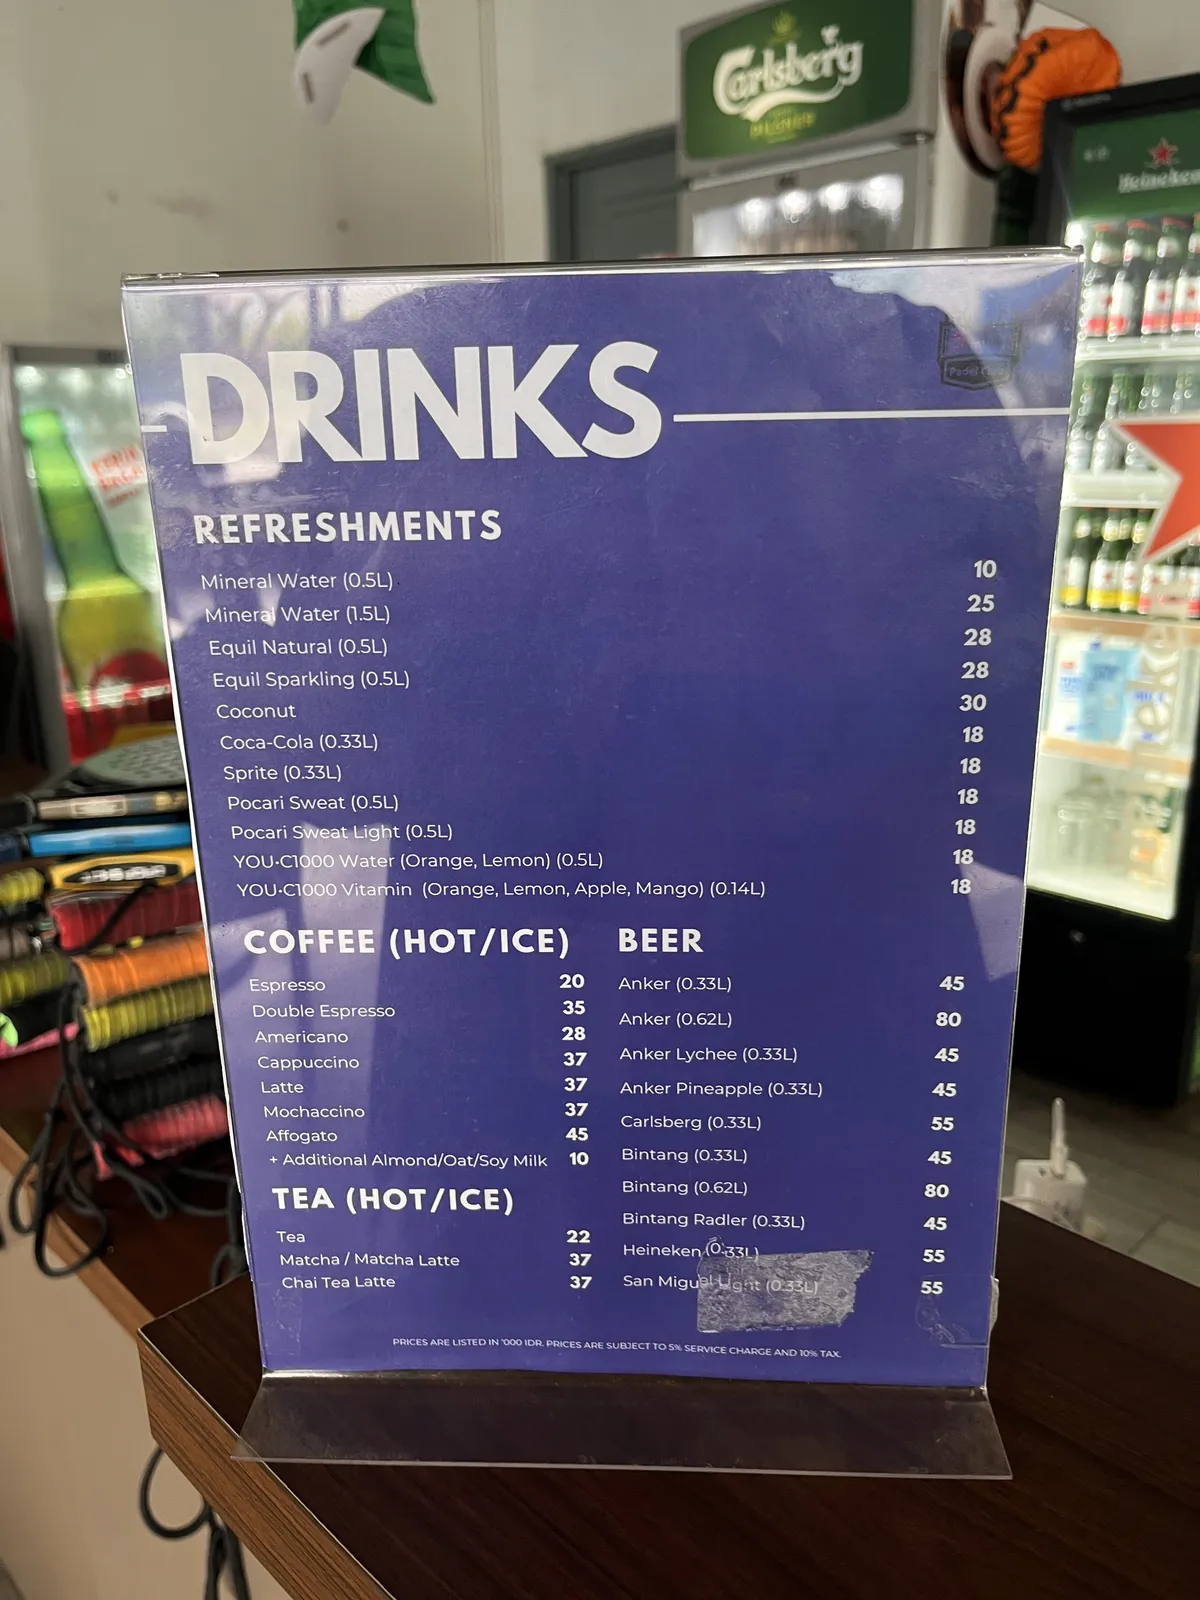 Carlsberg
PILSNER
Heineken
DRINKS
Padel Club
REFRESHMENTS
Mineral Water (0.5L) 10
Mineral Water (1.5L) 25
Equil Natural (0.5L) 28
Equil Sparkling (0.5L) 28
Coconut 30
Coca-Cola (0.33L) 18
Sprite (0.33L) 18
Pocari Sweat (0.5L) 18
Pocari Sweat Light (0.5L) 18
YOU•C1000 Water (Orange, Lemon) (0.5L) 18
YOU•C1000 Vitamin (Orange, Lemon, Apple, Mango) (0.14L) 18
COFFEE (HOT/ICE)
Espresso 20
Double Espresso 35
Americano 28
Cappuccino 37
Latte 37
Mochaccino 37
Affogato 45
+ Additional Almond/Oat/Soy Milk 10
TEA (HOT/ICE)
Tea 22
Matcha / Matcha Latte 37
Chai Tea Latte 37
BEER
Anker (0.33L) 45
Anker (0.62L) 80
Anker Lychee (0.33L) 45
Anker Pineapple (0.33L) 45
Carlsberg (0.33L) 55
Bintang (0.33L) 45
Bintang (0.62L) 80
Bintang Radler (0.33L) 45
Heineken (0.33L) 55
San Miguel Light (0.33L) 55
PRICES ARE LISTED IN '000 IDR. PRICES ARE SUBJECT TO 5% SERVICE CHARGE AND 10% TAX.